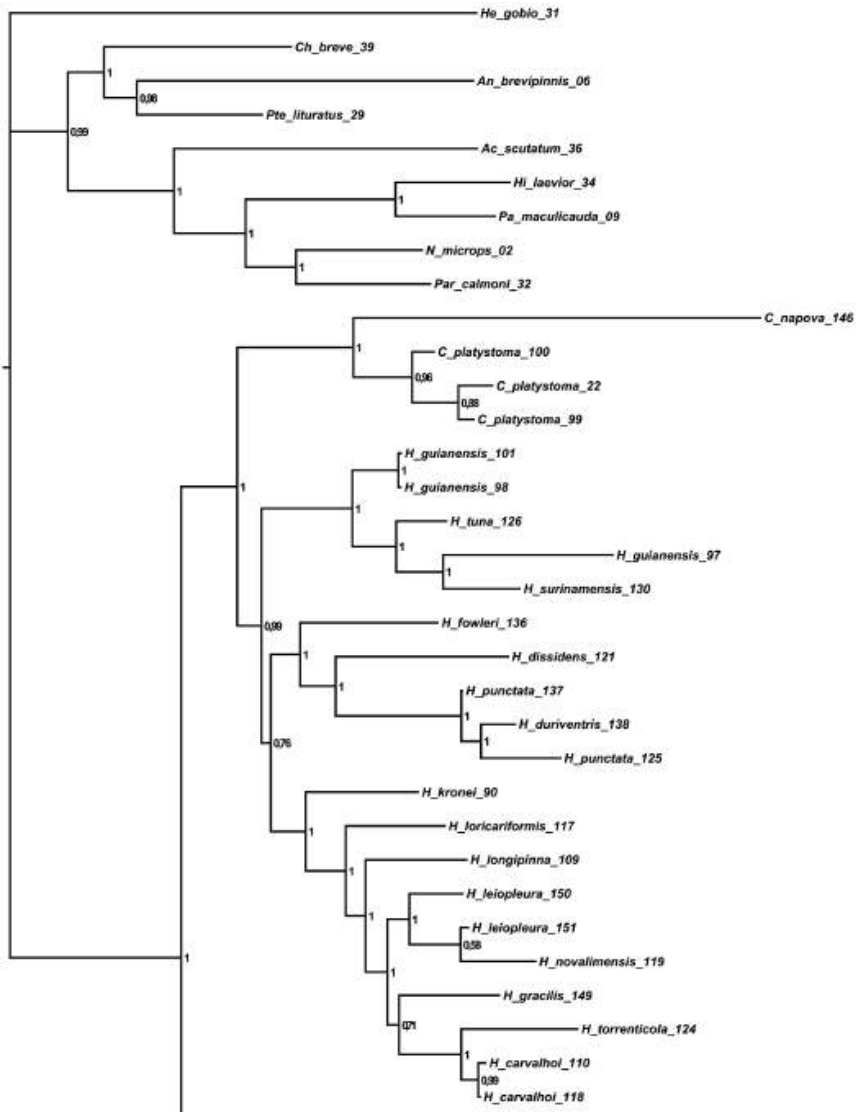 He_gobio_31
Ch_breve_39
1
An_brevipinnis_06
0,98
Pte_lituratus_29
0,99
Ac_scutatum_36
Hi_laevior_34
1
1
Pa_maculicauda_09
1
N_microps_02
1
Par_calmoni_32
C_napova_146
1
C_platystoma_100
0,96
C_platystoma_22
0,88
C_platystoma_99
H_guianensis_101
1
H_guianensis_98
1
1
H_tuna_126
1
H_guianensis_97
1
H_surinamensis_130
H_fowleri_136
0,99
1
H_dissidens_121
1
H_punctata_137
1
H_duriventris_138
0,76
1
H_punctata_125
H_kronei_90
1
H_loricariformis_117
1
H_longipinna_109
H_leiopleura_150
1
1
H_leiopleura_151
0,58
1
H_novalimensis_119
1
H_gracilis_149
0,71
H_torrenticola_124
1
H_carvalhoi_110
0,99
H_carvalhoi_118